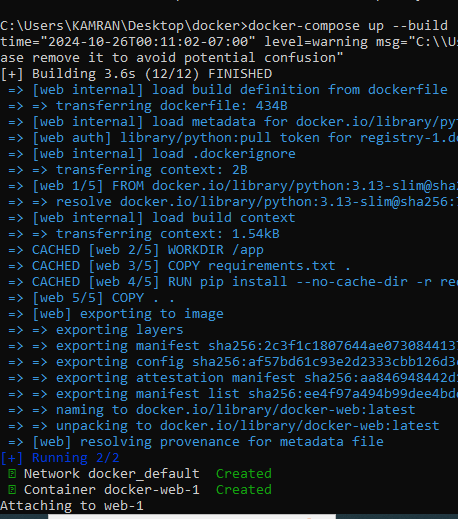 C:\Users\KAMRAN\Desktop\docker>docker-compose up --build
time="2024-10-26T00:11:02-07:00" level=warning msg="C:\\U
ase remove it to avoid potential confusion"
[+] Building 3.6s (12/12) FINISHED
=> [web internal] load build definition from dockerfile
=> => transferring dockerfile: 434B
=> [web internal] load metadata for docker.io/library/pyt
=> [web auth] library/python:pull token for registry-1.do
=> [web internal] load .dockerignore
=> => transferring context: 2B
=> [web 1/5] FROM docker.io/library/python:3.13-slim@sha2
=> => resolve docker.io/library/python:3.13-slim@sha256:
=> [web internal] load build context
=> => transferring context: 1.54kB
=> CACHED [web 2/5] WORKDIR /app
=> CACHED [web 3/5] COPY requirements.txt .
=> CACHED [web 4/5] RUN pip install --no-cache-dir -r req
=> [web 5/5] COPY . .
=> [web] exporting to image
=> => exporting layers
=> => exporting manifest sha256:2c3f1c1807644ae0730844137
=> => exporting config sha256:af57bd61c93e2d2333cbb126d3c
=> => exporting attestation manifest sha256:aa846948442d
=> => exporting manifest list sha256:ee4f97a494b99dee4bde
=> => naming to docker.io/library/docker-web:latest
=> => unpacking to docker.io/library/docker-web:latest
=> [web] resolving provenance for metadata file
[+] Running 2/2
Network docker_default Created
Container docker-web-1 Created
Attaching to web-1